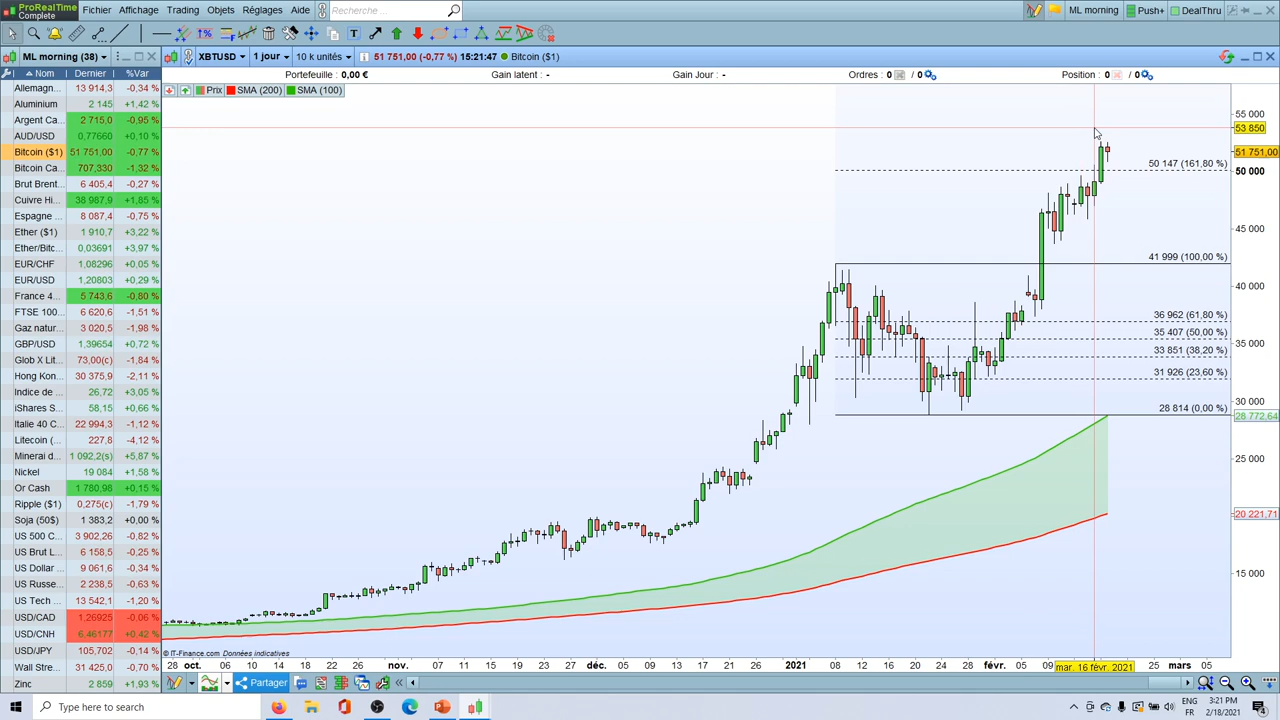 ProRealTime Complete Fichier Affichage Trading Objets Réglages Aide Recherche ML morning Push+ DealThru
ML morning (38) XBTUSD 1 jour 10 k unités 51 751,00 (-0,77 %) 15:21:47 Bitcoin ($1)
Nom Dernier %Var Portefeuille: 0,00 € Gain latent : - Gain Jour : - Ordres : 0 / 0 Position : 0 / 0
Prix SMA (200) SMA (100)
Allemagn... 13 914,3 -0,34 %
Aluminium 2 145 +1,42 %
Argent Ca... 2 715,0 -0,95 %
AUD/USD 0,77660 +0,10 %
Bitcoin ($1) 51 751,00 -0,77 %
Bitcoin Ca... 707,330 -1,32 %
Brut Brent... 6 405,4 -0,27 %
Cuivre Hi... 38 987,9 +1,85 %
Espagne ... 8 087,4 -0,75 %
Ether ($1) 1 910,7 +3,22 %
Ether/Bitc... 0,03691 +3,97 %
EUR/CHF 1,08296 +0,05 %
EUR/USD 1,20803 +0,29 %
France 4... 5 743,6 -0,80 %
FTSE 100... 6 620,6 -1,51 %
Gaz natur... 3 020,5 -1,98 %
GBP/USD 1,39654 +0,72 %
Glob X Lit... 73,00(c) -1,84 %
Hong Kon... 30 375,9 -2,11 %
Indice de ... 26,72 +3,05 %
iShares S... 58,15 +0,66 %
Italie 40 C... 22 994,3 -1,12 %
Litecoin (... 227,8 -4,12 %
Minerai d... 1 092,2(s) +5,87 %
Nickel 19 084 +1,58 %
Or Cash 1 780,98 +0,15 %
Ripple ($1) 0,275(c) -1,79 %
Soja (50$) 1 383,2 +0,00 %
US 500 C... 3 902,26 -0,82 %
US Brut L... 6 158,5 -0,25 %
US Dollar ... 9 061,6 -0,34 %
US Russe... 2 238,5 -0,63 %
US Tech ... 13 542,1 -1,20 %
USD/CAD 1,26925 -0,06 %
USD/CNH 6.46177 +0,42 %
USD/JPY 105,702 -0,14 %
Wall Stre... 31 425,0 -0,70 %
Zinc 2 859 +1,93 %
55 000
53 850
51 751,00
50 147 (161,80 %)
50 000
45 000
41 999 (100,00 %)
40 000
36 962 (61,80 %)
35 407 (50,00 %)
35 000
33 851 (38,20 %)
31 926 (23,60 %)
30 000
28 814 (0,00 %)
28 772,64
25 000
20 221,71
15 000
© IT-Finance.com Données indicatives
28 oct. 06 13 20 22 26 nov. 06 11 13 16 18 20 23 27 déc. 05 09 13 17 21 25 2021 04 08 12 15 19 22 26 28 févr. 05 09 mar. 16 févr. 2021 25 mars 05
Partager
Type here to search
ENG 3:21 PM
FR 2/18/2021
4